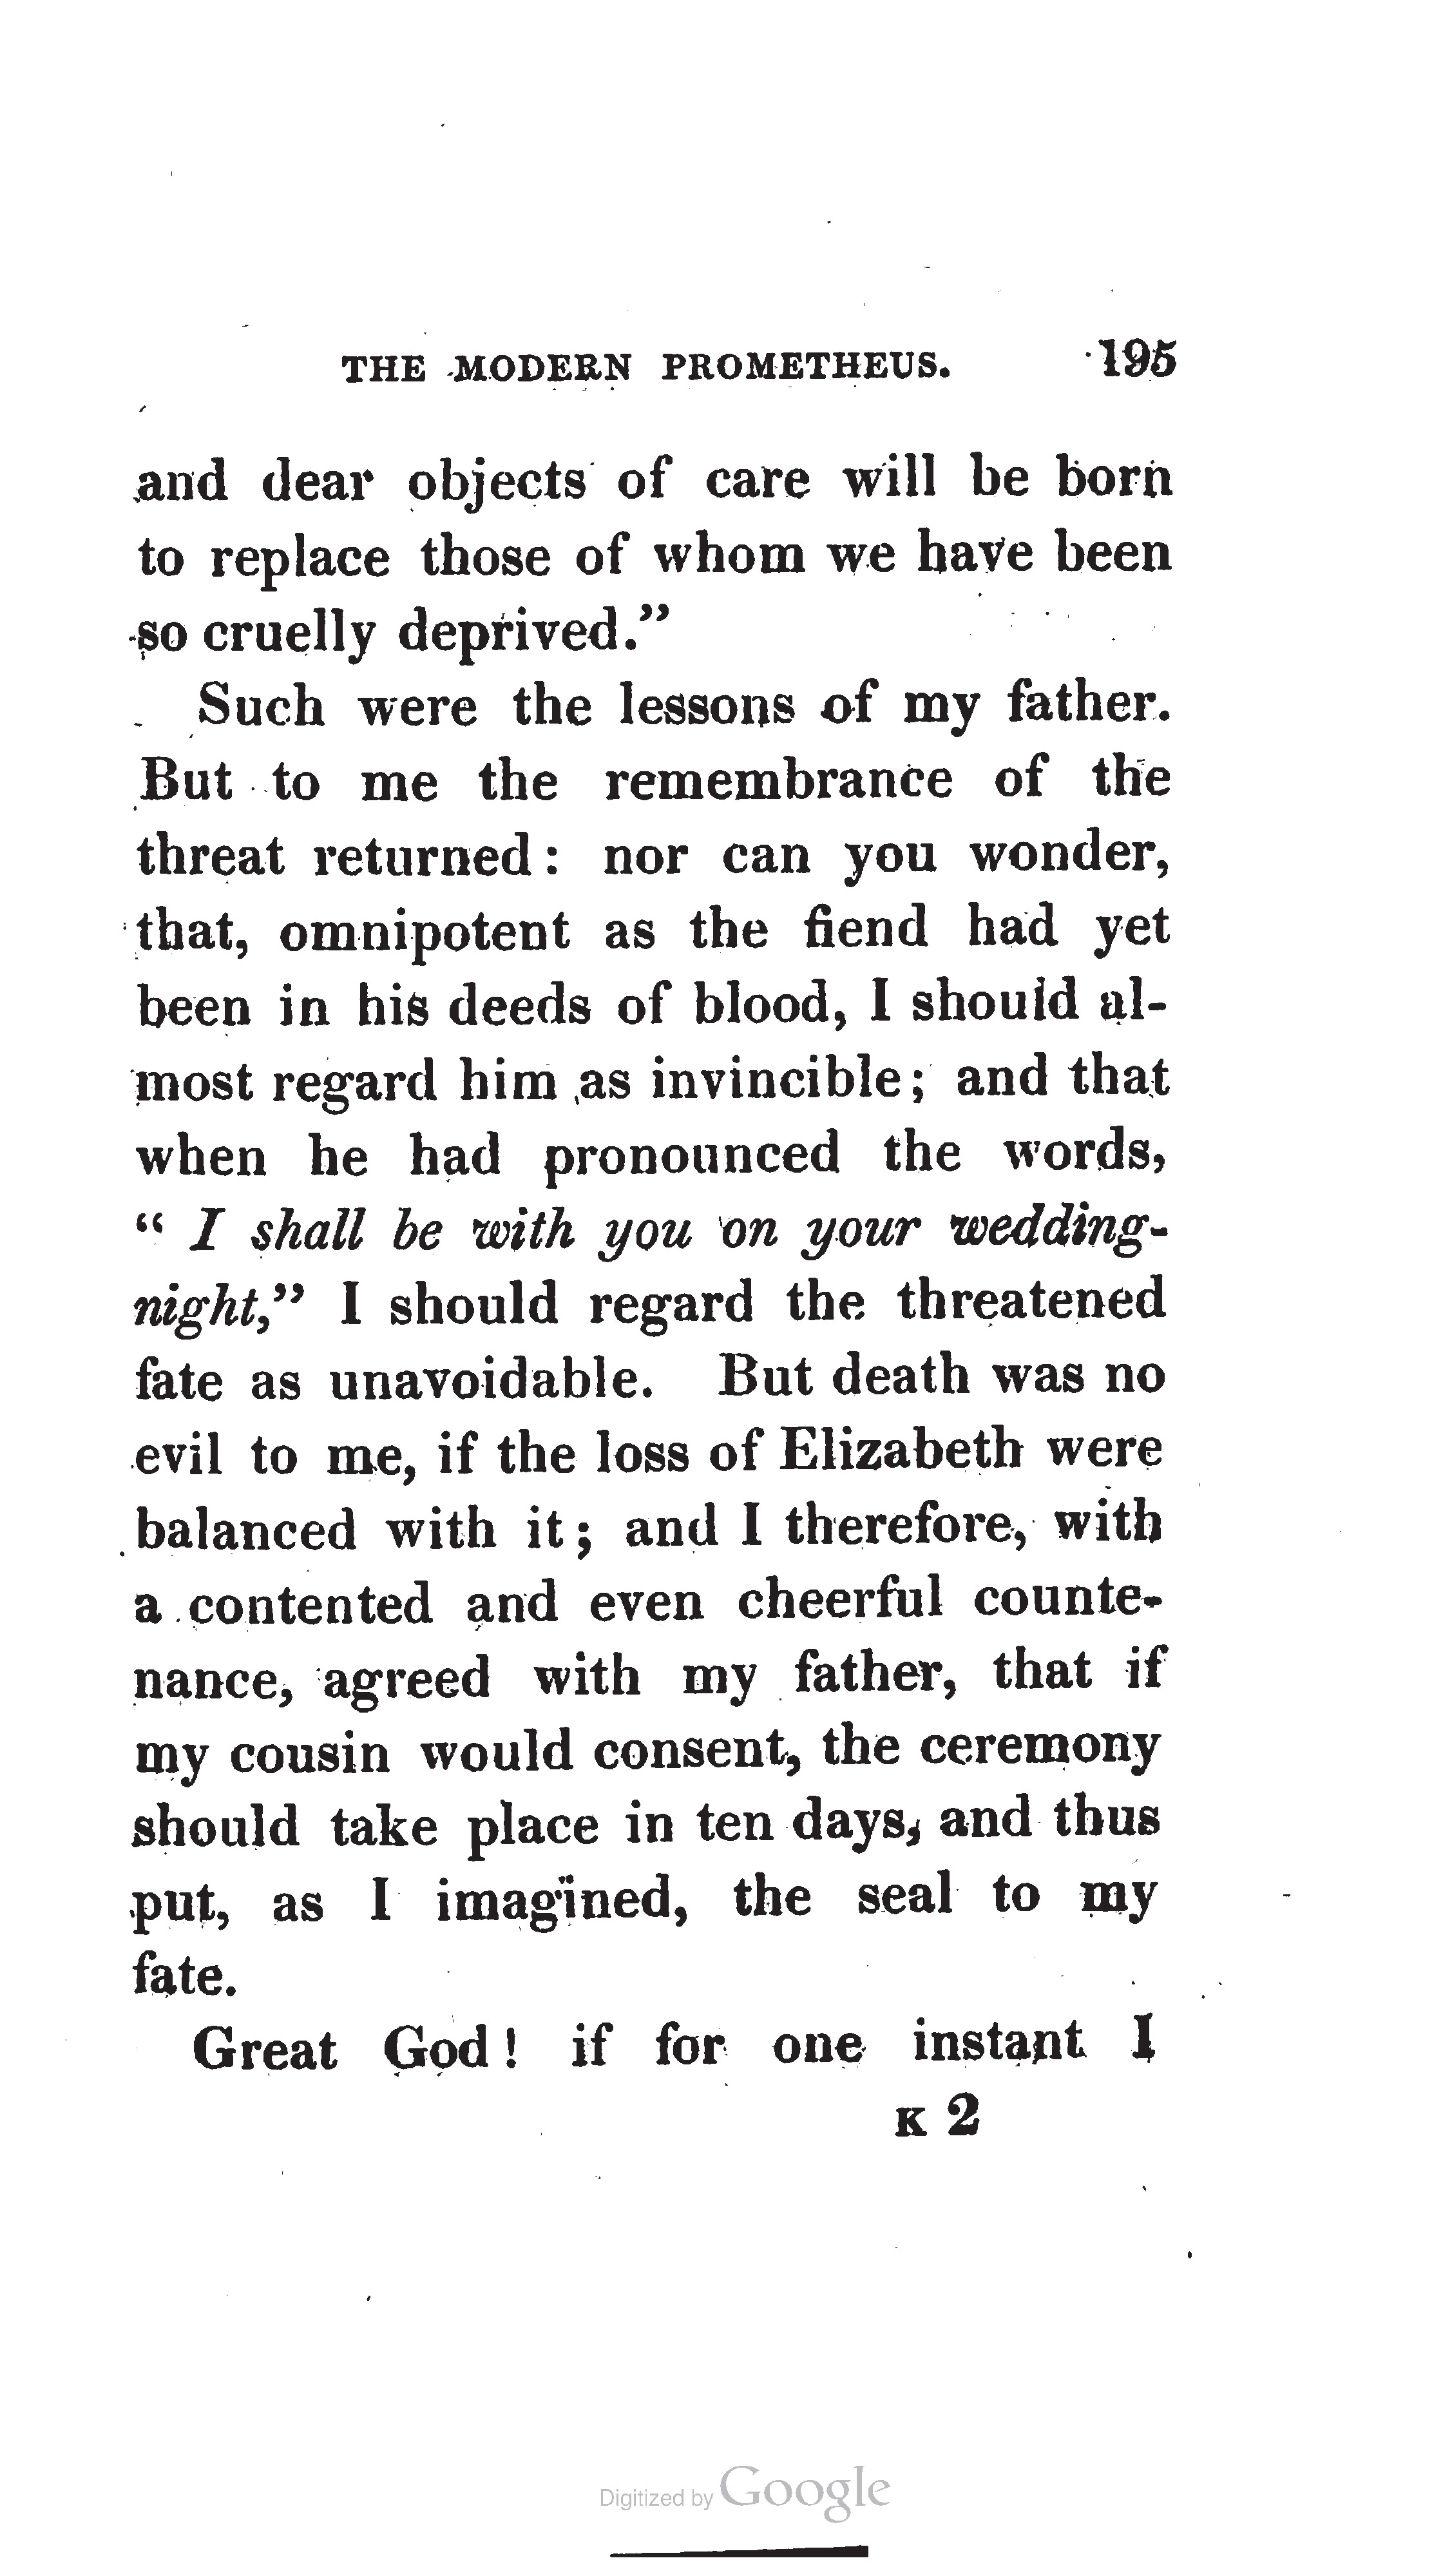 THE MODERN PROMETHEUS. 195
and dear objects of care will be born
to replace those of whom we have been
so cruelly deprived.”
Such were the lessons of my father.
But to me the remembrance of the
threat returned: nor can you wonder,
that, omnipotent as the fiend had yet
been in his deeds of blood, I should al-
most regard him as invincible; and that
when he had pronounced the words,
“ I shall be with you on your wedding-
night,” I should regard the threatened
fate as unavoidable. But death was no
evil to me, if the loss of Elizabeth were
balanced with it; and I therefore, with
a contented and even cheerful counte-
nance, agreed with my father, that if
my cousin would consent, the ceremony
should take place in ten days, and thus
put, as I imagined, the seal to my
fate.
Great God! if for one instant I
K 2
Digitized by Google